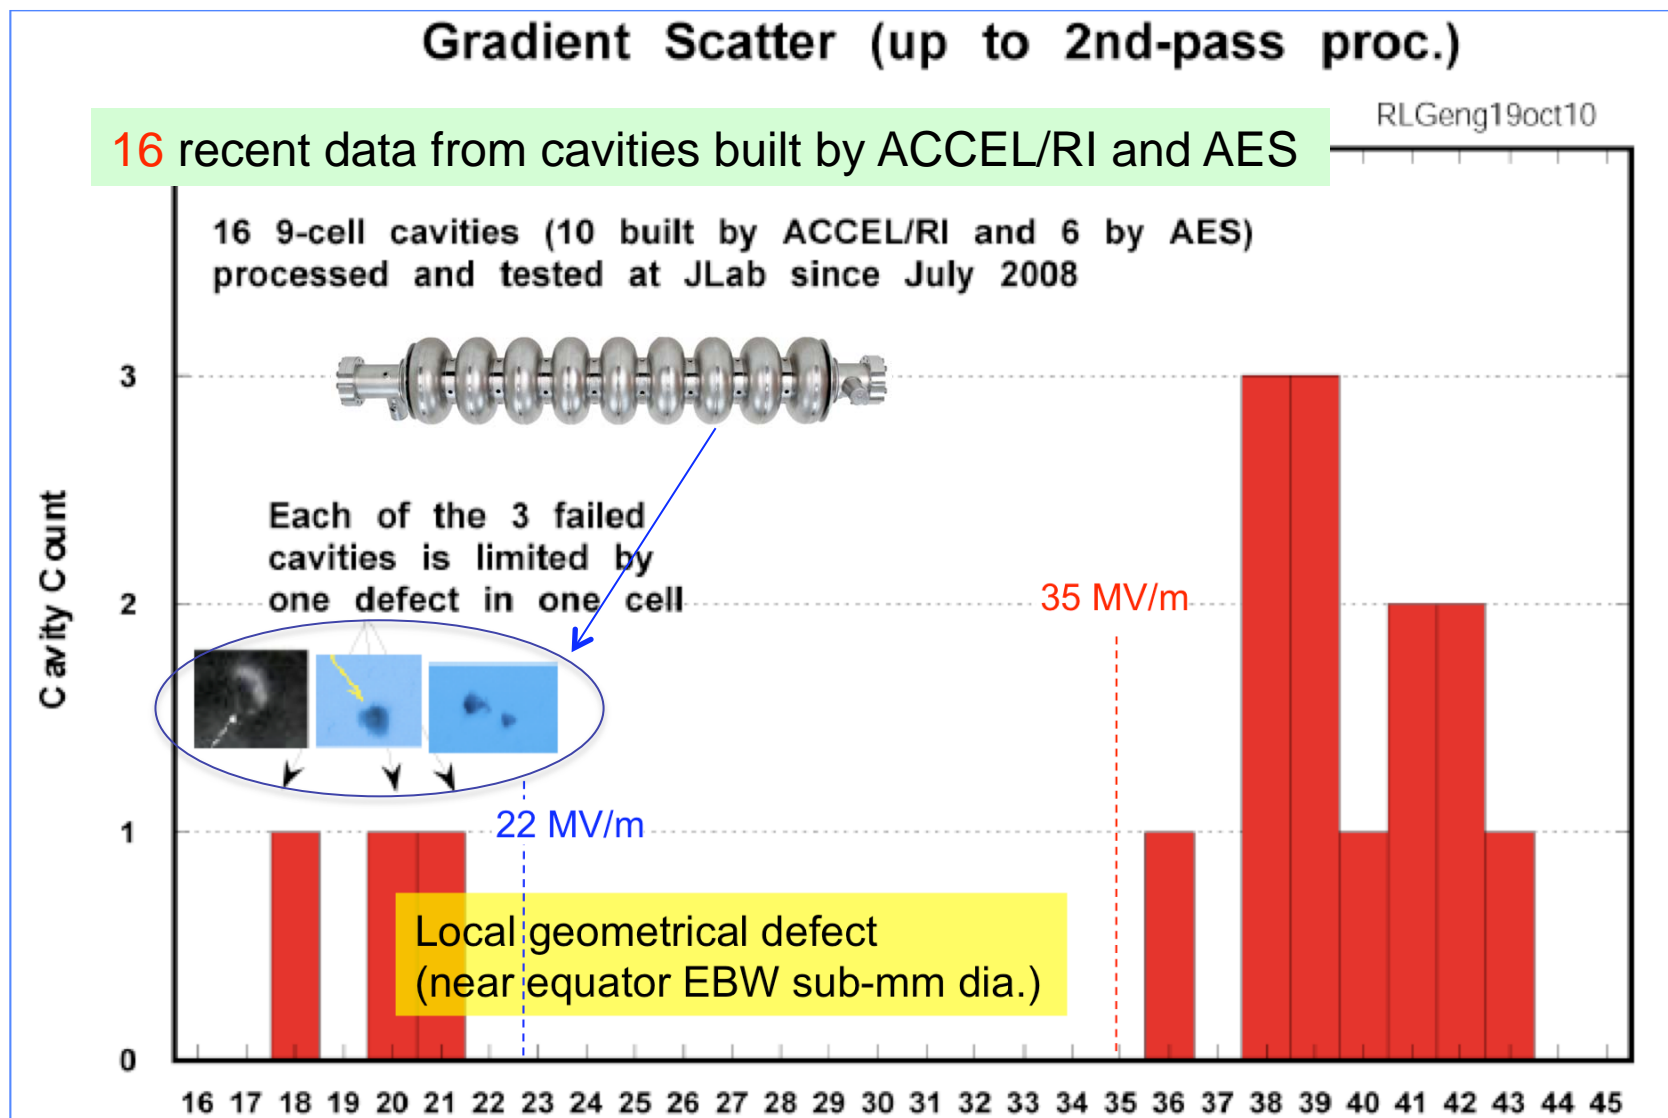 Gradient Scatter (up to 2nd-pass proc.)
RLGeng19oct10
16 recent data from cavities built by ACCEL/RI and AES
16 9-cell cavities (10 built by ACCEL/RI and 6 by AES)
processed and tested at JLab since July 2008
3
Each of the 3 failed
cavities is limited by
one defect in one cell
2
35 MV/m
Cavity Count
22 MV/m
1
Local geometrical defect
(near equator EBW sub-mm dia.)
0
16 17 18 19 20 21 22 23 24 25 26 27 28 29 30 31 32 33 34 35 36 37 38 39 40 41 42 43 44 45